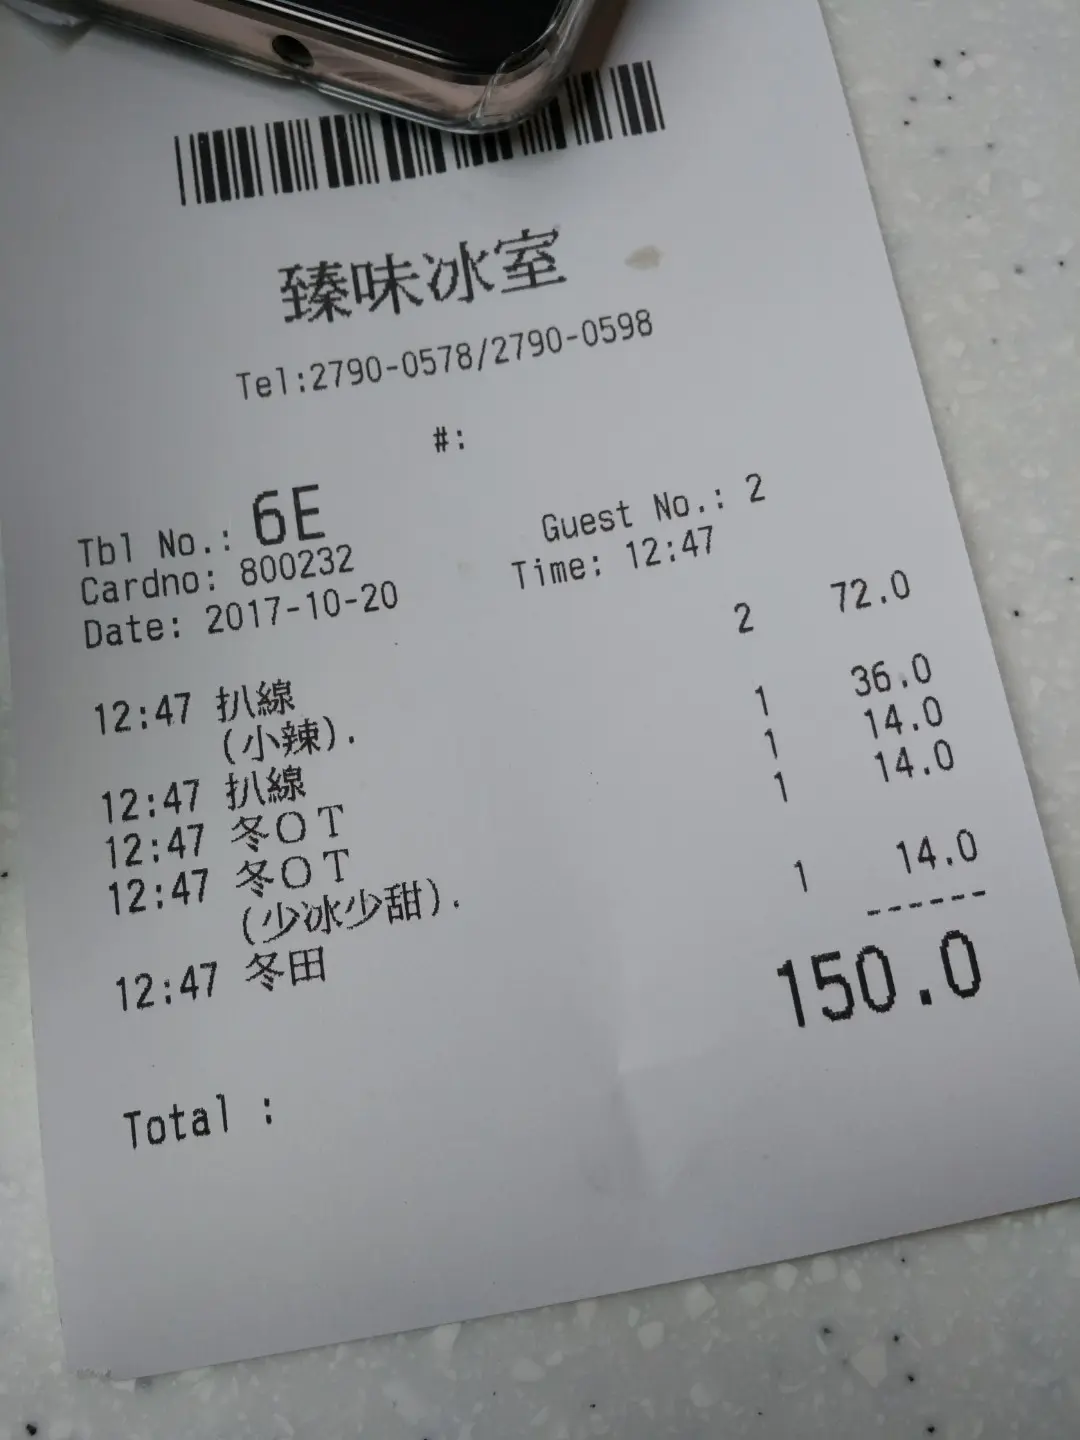 臻味冰室
Tel:2790-0578/2790-0598
#:
Tbl No.: 6E Guest No.: 2
Cardno: 800232 Time: 12:47
Date: 2017-10-20
12:47 扒線 2 72.0
(小辣).
12:47 扒線 1 36.0
12:47 冬OT 1 14.0
12:47 冬OT 1 14.0
(少冰少甜).
12:47 冬田 1 14.0
------
Total : 150.0